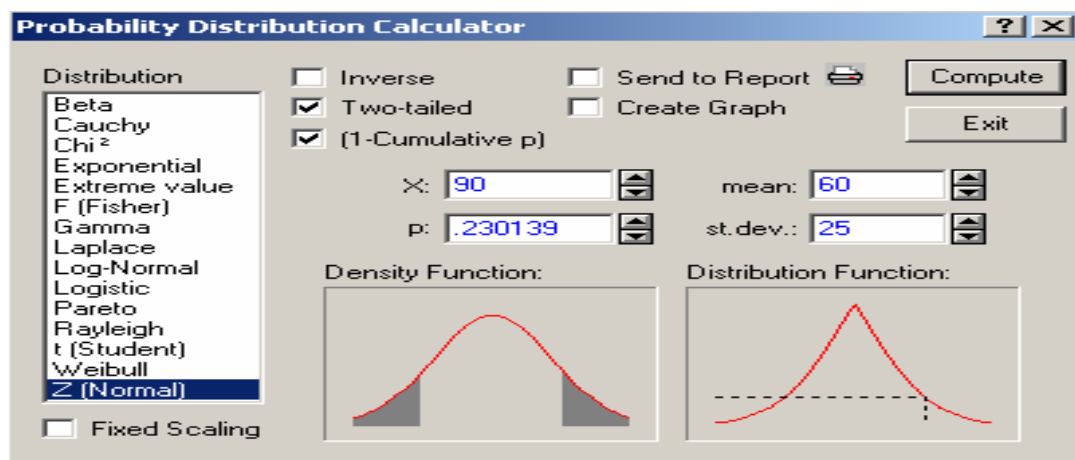 Probability Distribution Calculator
? ×
Distribution
Beta
Cauchy
Chi ²
Exponential
Extreme value
F (Fisher)
Gamma
Laplace
Log-Normal
Logistic
Pareto
Rayleigh
t (Student)
Weibull
Z (Normal)
Fixed Scaling
Inverse
Two-tailed
(1-Cumulative p)
Send to Report
Create Graph
Compute
Exit
X: 90
mean: 60
p: .230139
st.dev.: 25
Density Function:
Distribution Function: